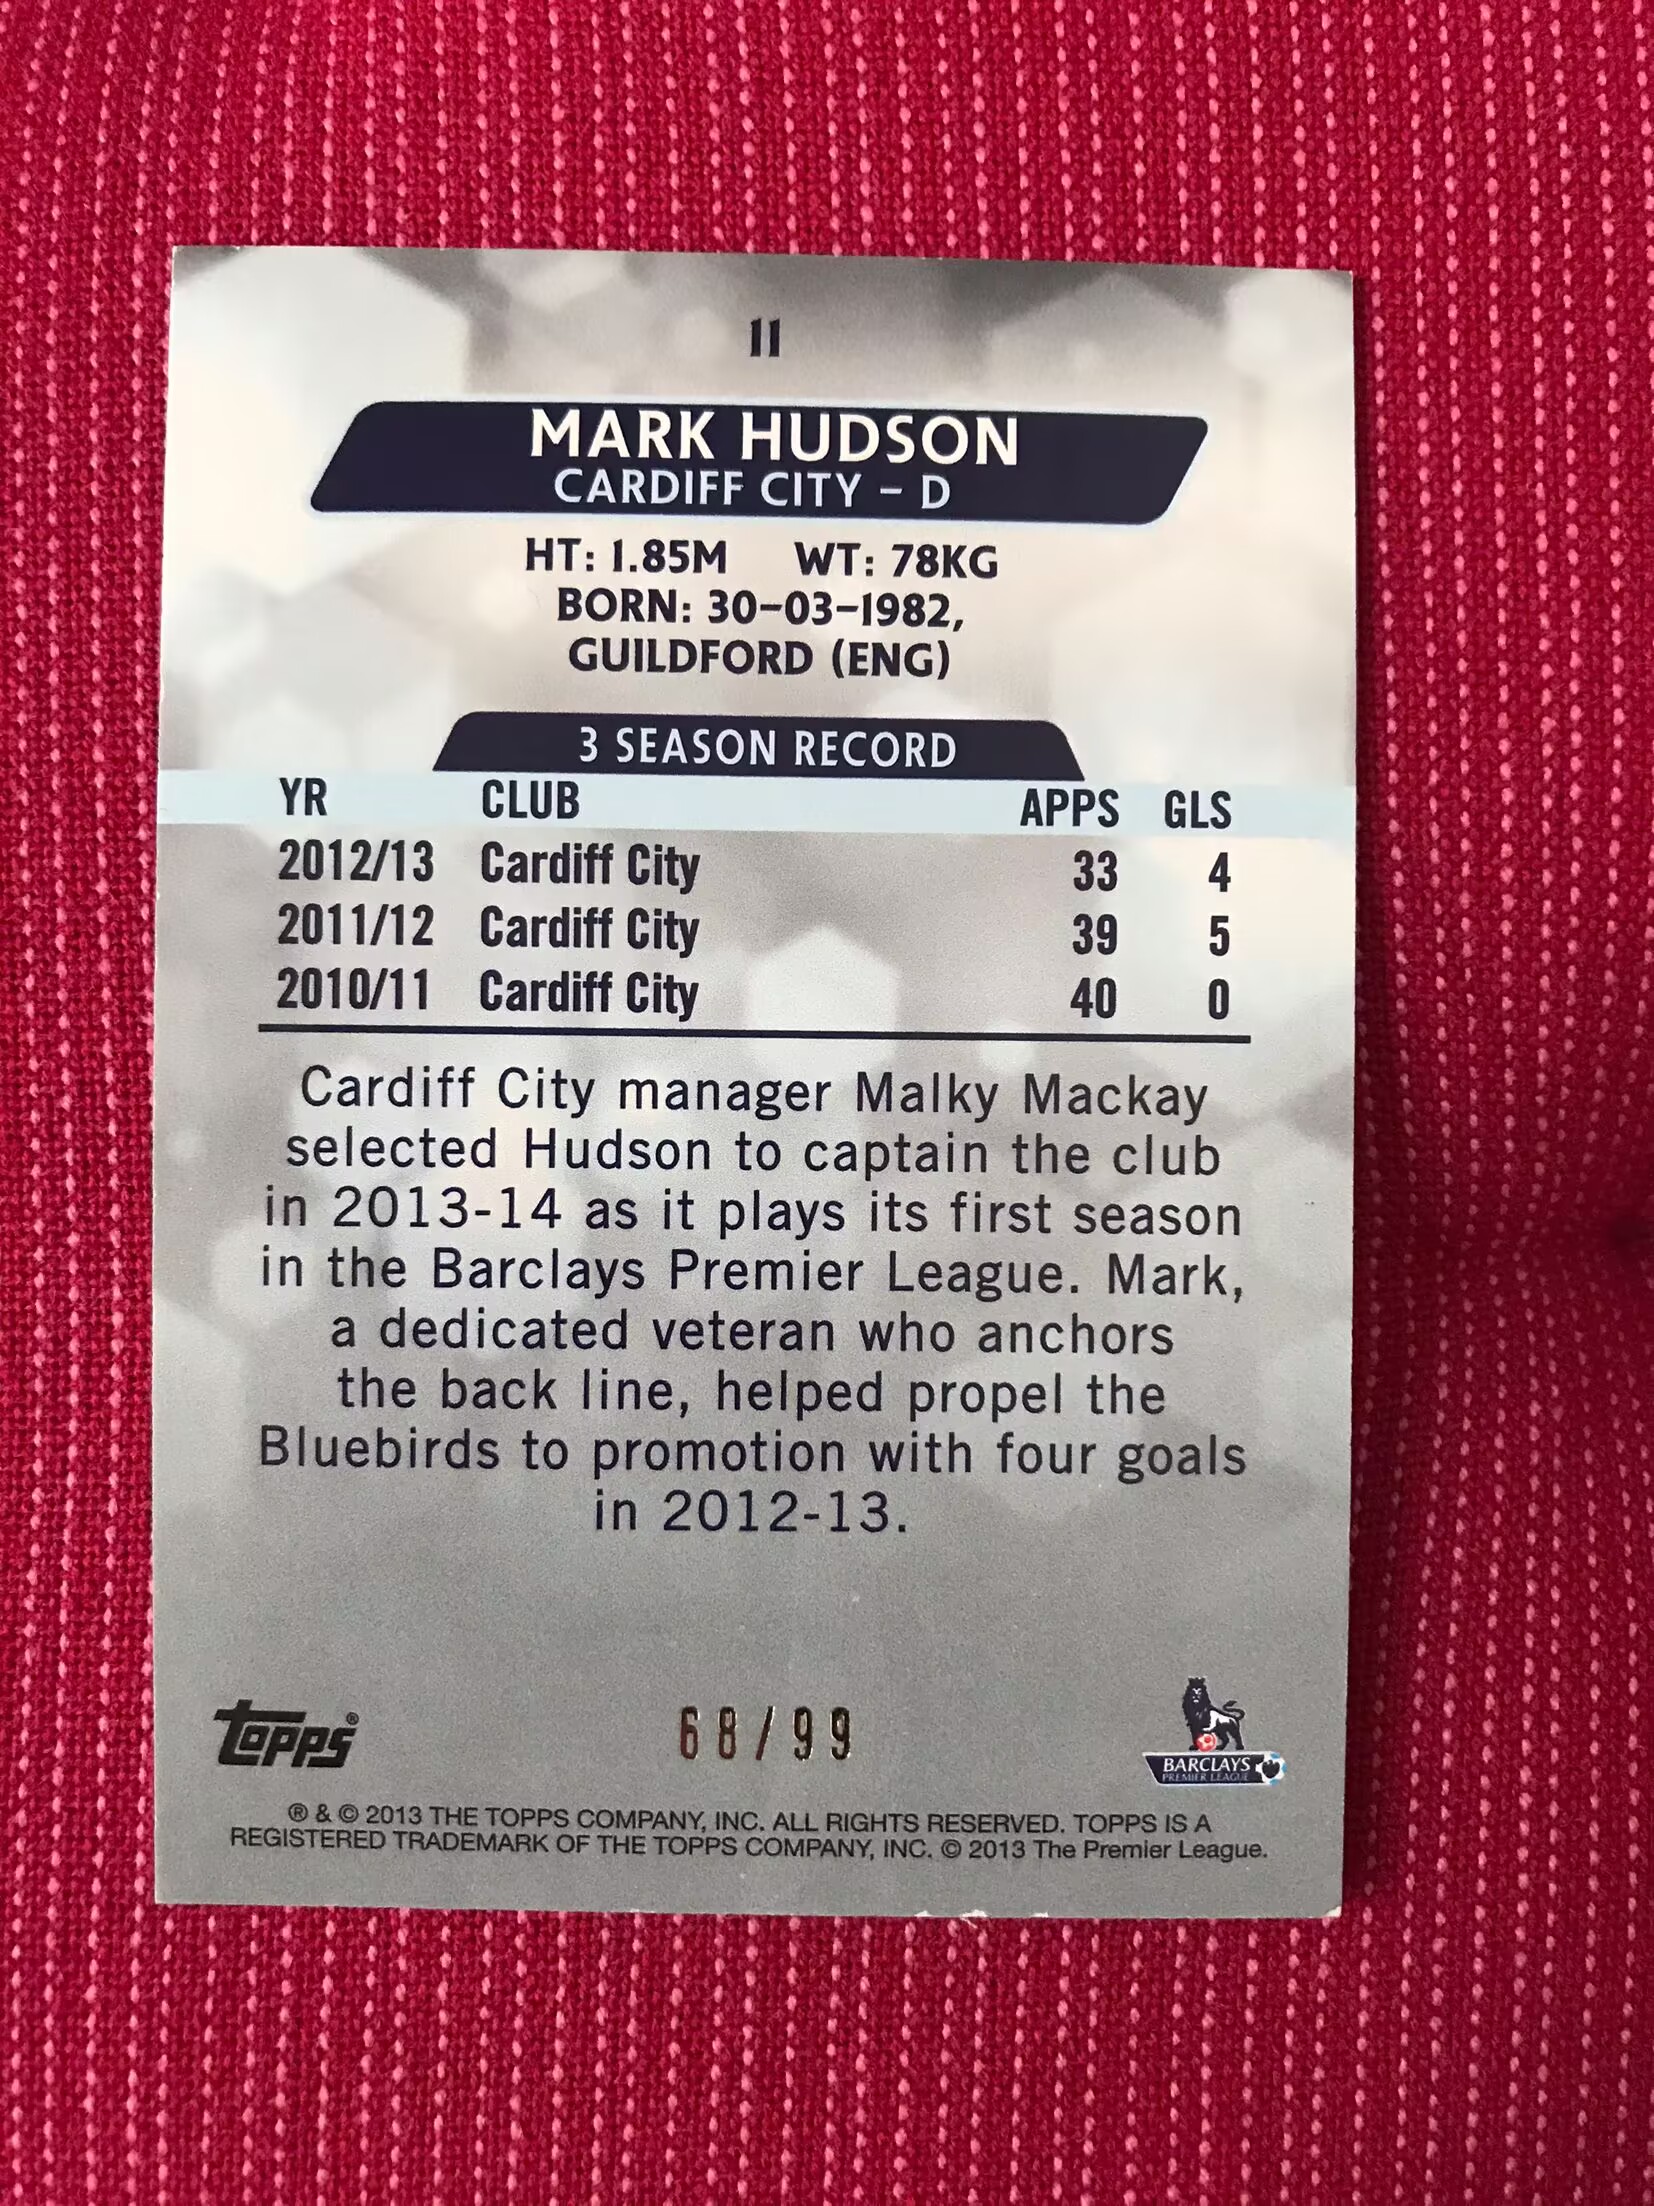 11
MARK HUDSON
CARDIFF CITY – D
HT: 1.85M WT: 78KG
BORN: 30-03-1982,
GUILDFORD (ENG)
3 SEASON RECORD
YR CLUB APPS GLS
2012/13 Cardiff City 33 4
2011/12 Cardiff City 39 5
2010/11 Cardiff City 40 0
Cardiff City manager Malky Mackay
selected Hudson to captain the club
in 2013-14 as it plays its first season
in the Barclays Premier League. Mark,
a dedicated veteran who anchors
the back line, helped propel the
Bluebirds to promotion with four goals
in 2012-13.
topps®
68/99
BARCLAYS
PREMIER LEAGUE
® & © 2013 THE TOPPS COMPANY, INC. ALL RIGHTS RESERVED. TOPPS IS A
REGISTERED TRADEMARK OF THE TOPPS COMPANY, INC. © 2013 The Premier League.